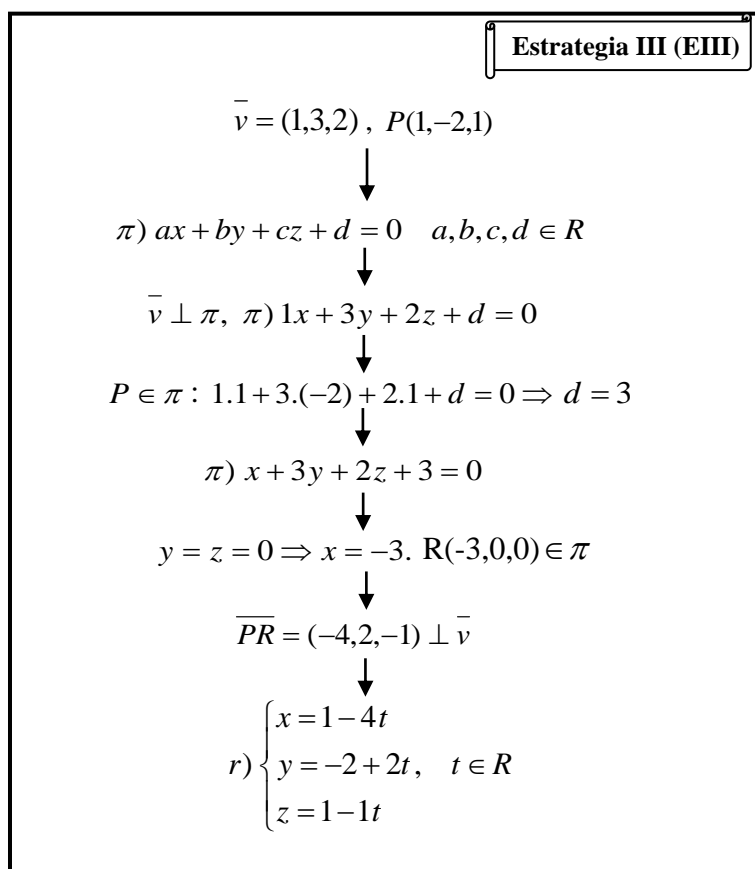 Estrategia III (EIII)
v̄ = (1,3,2) , P(1,−2,1)
π) ax + by + cz + d = 0 a,b,c,d ∈ R
v̄ ⊥ π, π) 1x + 3y + 2z + d = 0
P ∈ π : 1.1 + 3.(−2) + 2.1 + d = 0 ⇒ d = 3
π) x + 3y + 2z + 3 = 0
y = z = 0 ⇒ x = −3. R(-3,0,0) ∈ π
P̅R̅ = (−4,2,−1) ⊥ v̄
x = 1 − 4t
r) { y = −2 + 2t , t ∈ R
z = 1 − 1t